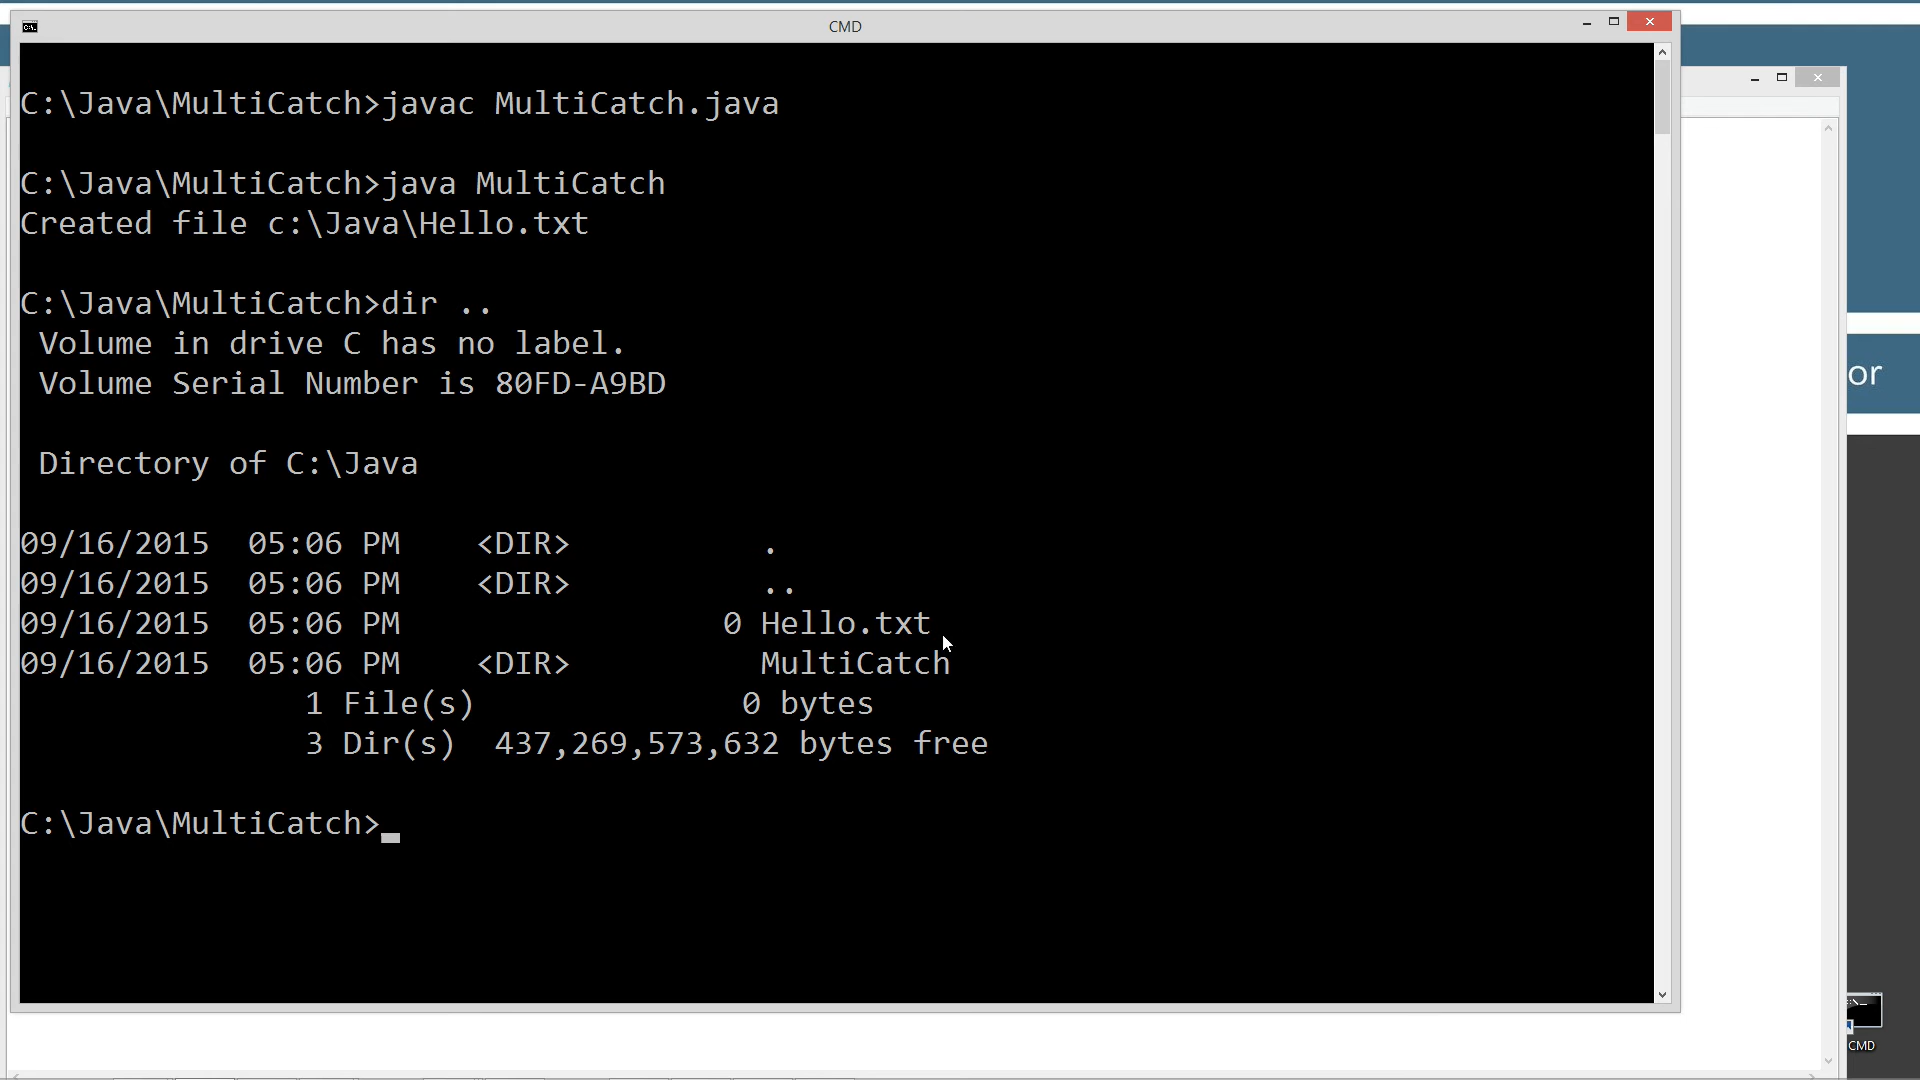 CMD
C:\Java\MultiCatch>javac MultiCatch.java
C:\Java\MultiCatch>java MultiCatch
Created file c:\Java\Hello.txt
C:\Java\MultiCatch>dir ..
Volume in drive C has no label.
Volume Serial Number is 80FD-A9BD
Directory of C:\Java
09/16/2015  05:06 PM    <DIR>          .
09/16/2015  05:06 PM    <DIR>          ..
09/16/2015  05:06 PM                 0 Hello.txt
09/16/2015  05:06 PM    <DIR>          MultiCatch
1 File(s)              0 bytes
3 Dir(s)  437,269,573,632 bytes free
C:\Java\MultiCatch>
or
CMD